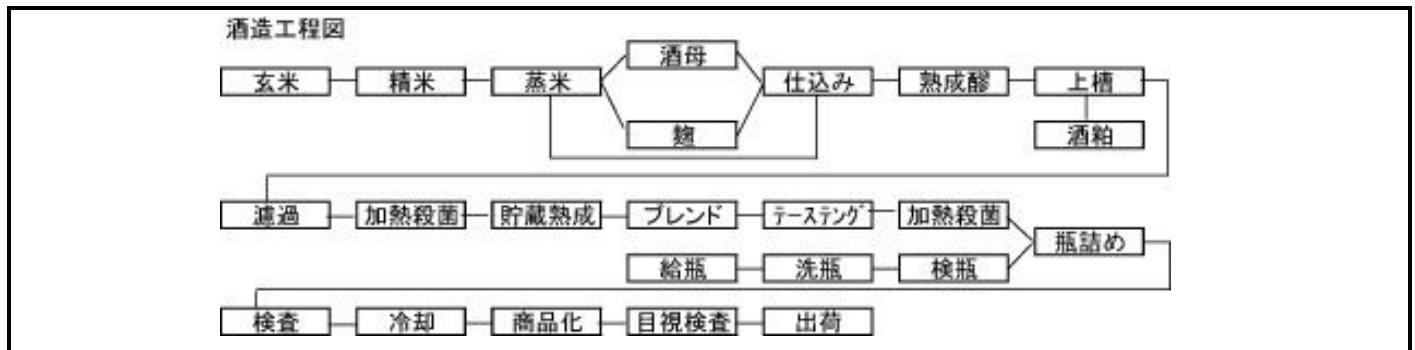 酒造工程図
酒母
玄米 精米 蒸米 仕込み 熟成醪 上槽
麹 酒粕
濾過 加熱殺菌 貯蔵熟成 ブレンド テーステング 加熱殺菌
瓶詰め
給瓶 洗瓶 検瓶
検査 冷却 商品化 目視検査 出荷